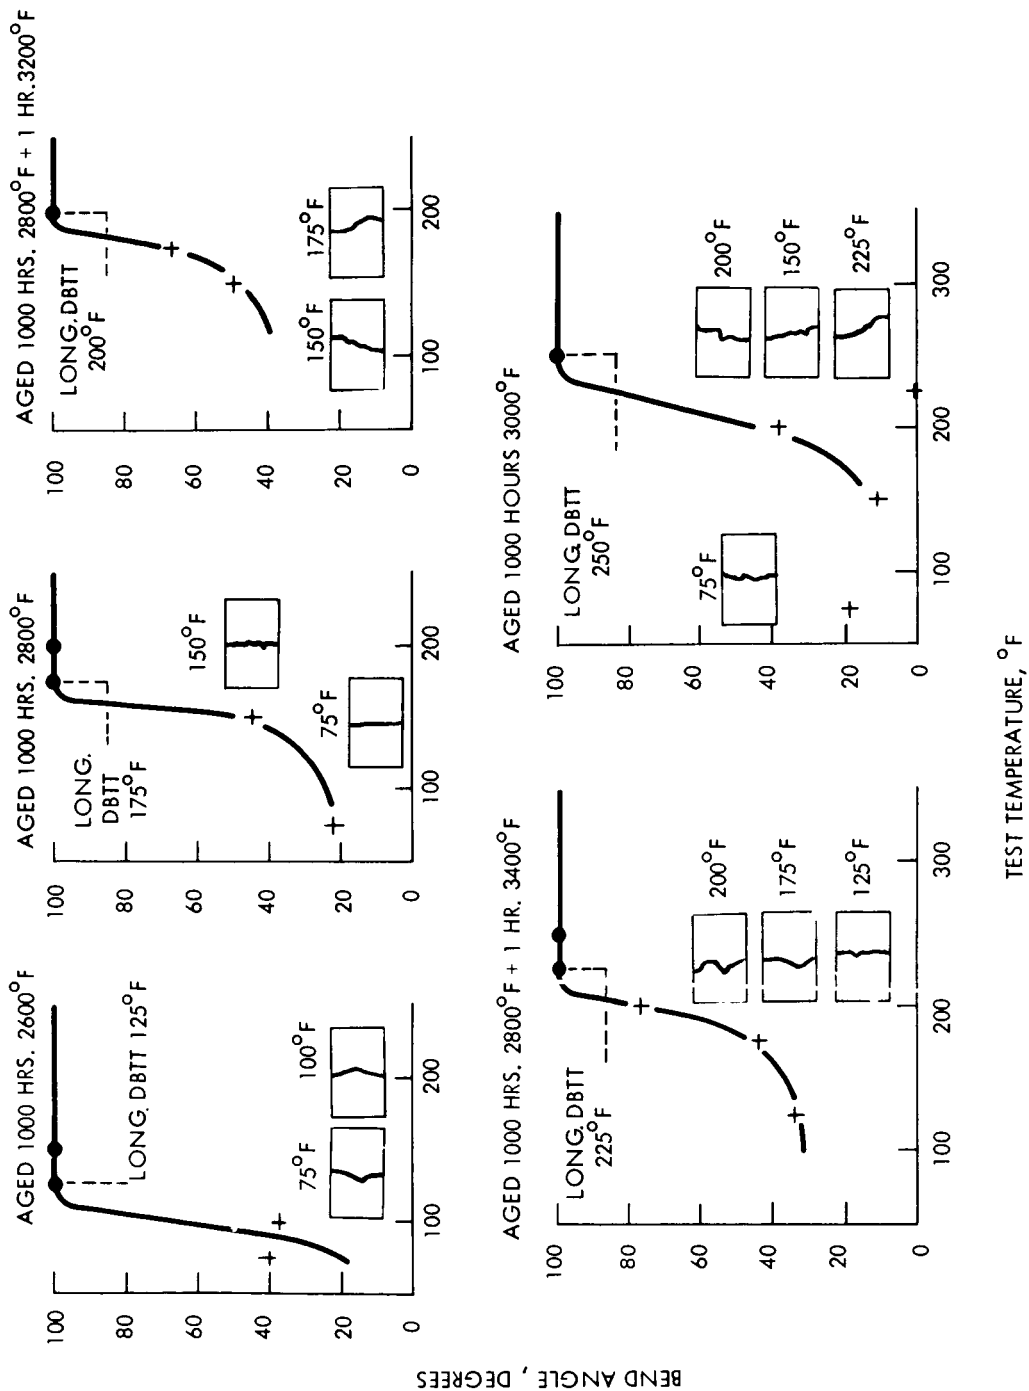 AGED 1000 HRS. 2600°F
100
80
60
40
20
0
LONG. DBTT 125°F
75°F
100°F
100
200
AGED 1000 HRS. 2800°F
100
80
60
40
20
0
LONG.
DBTT
175°F
75°F
150°F
100
200
AGED 1000 HRS. 2800°F + 1 HR. 3200°F
100
80
60
40
20
0
LONG. DBTT
200°F
150°F
175°F
100
200
AGED 1000 HRS. 2800°F + 1 HR. 3400°F
100
80
60
40
20
0
LONG. DBTT
225°F
200°F
175°F
125°F
100
200
300
AGED 1000 HOURS 3000°F
100
80
60
40
20
0
LONG. DBTT
250°F
75°F
200°F
150°F
225°F
100
200
300
BEND ANGLE, DEGREES
TEST TEMPERATURE, °F